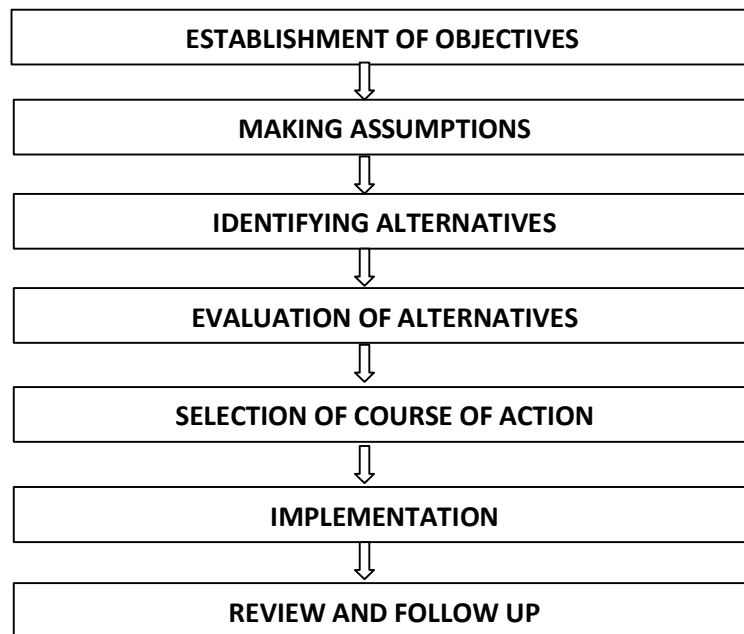 ESTABLISHMENT OF OBJECTIVES
MAKING ASSUMPTIONS
IDENTIFYING ALTERNATIVES
EVALUATION OF ALTERNATIVES
SELECTION OF COURSE OF ACTION
IMPLEMENTATION
REVIEW AND FOLLOW UP